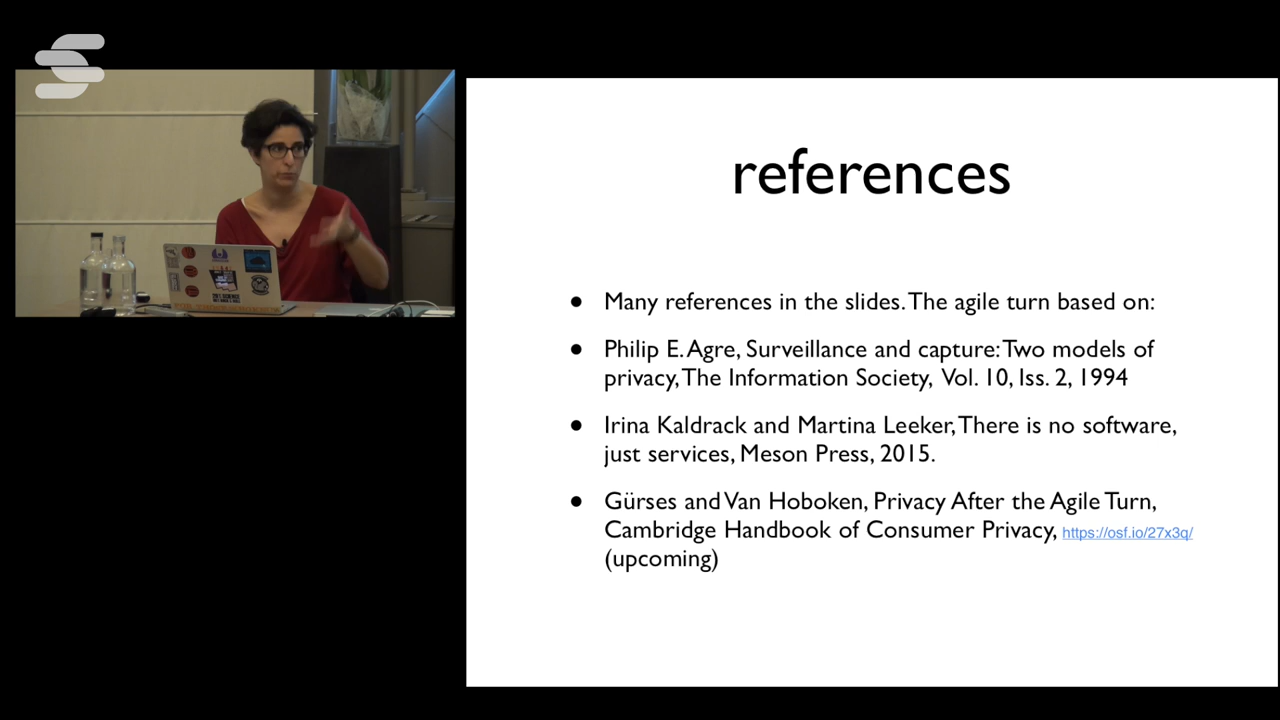 references
• Many references in the slides. The agile turn based on:
• Philip E. Agre, Surveillance and capture: Two models of
privacy, The Information Society, Vol. 10, Iss. 2, 1994
• Irina Kaldrack and Martina Leeker, There is no software,
just services, Meson Press, 2015.
• Gürses and Van Hoboken, Privacy After the Agile Turn,
Cambridge Handbook of Consumer Privacy, https://osf.io/27x3q/
(upcoming)